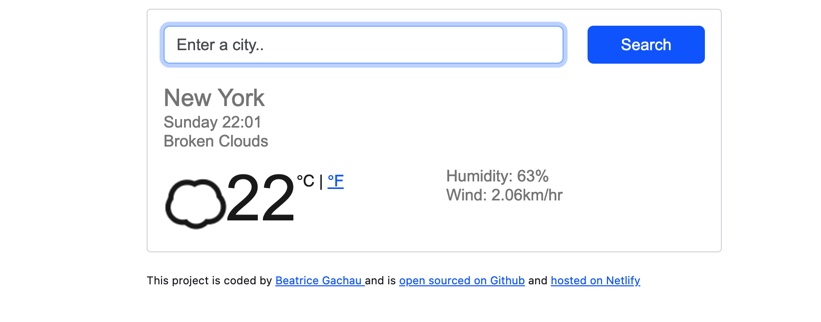 Enter a city..
Search
New York
Sunday 22:01
Broken Clouds
22 °C | °F
Humidity: 63%
Wind: 2.06km/hr
This project is coded by Beatrice Gachau and is open sourced on Github and hosted on Netlify